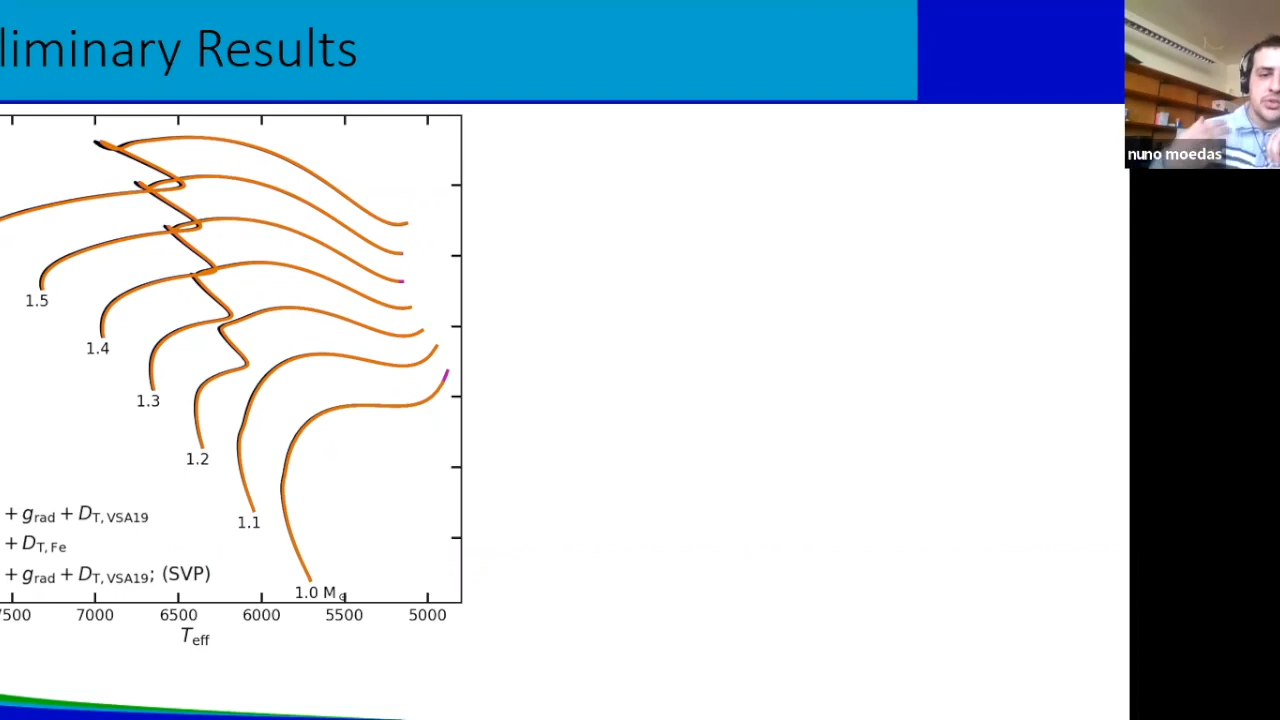 liminary Results
nuno moedas
1.5
1.4
1.3
1.2
1.1
1.0 M☉
+ g_rad + D_T,VSA19
+ D_T,Fe
+ g_rad + D_T,VSA19; (SVP)
7500 7000 6500 6000 5500 5000
T_eff